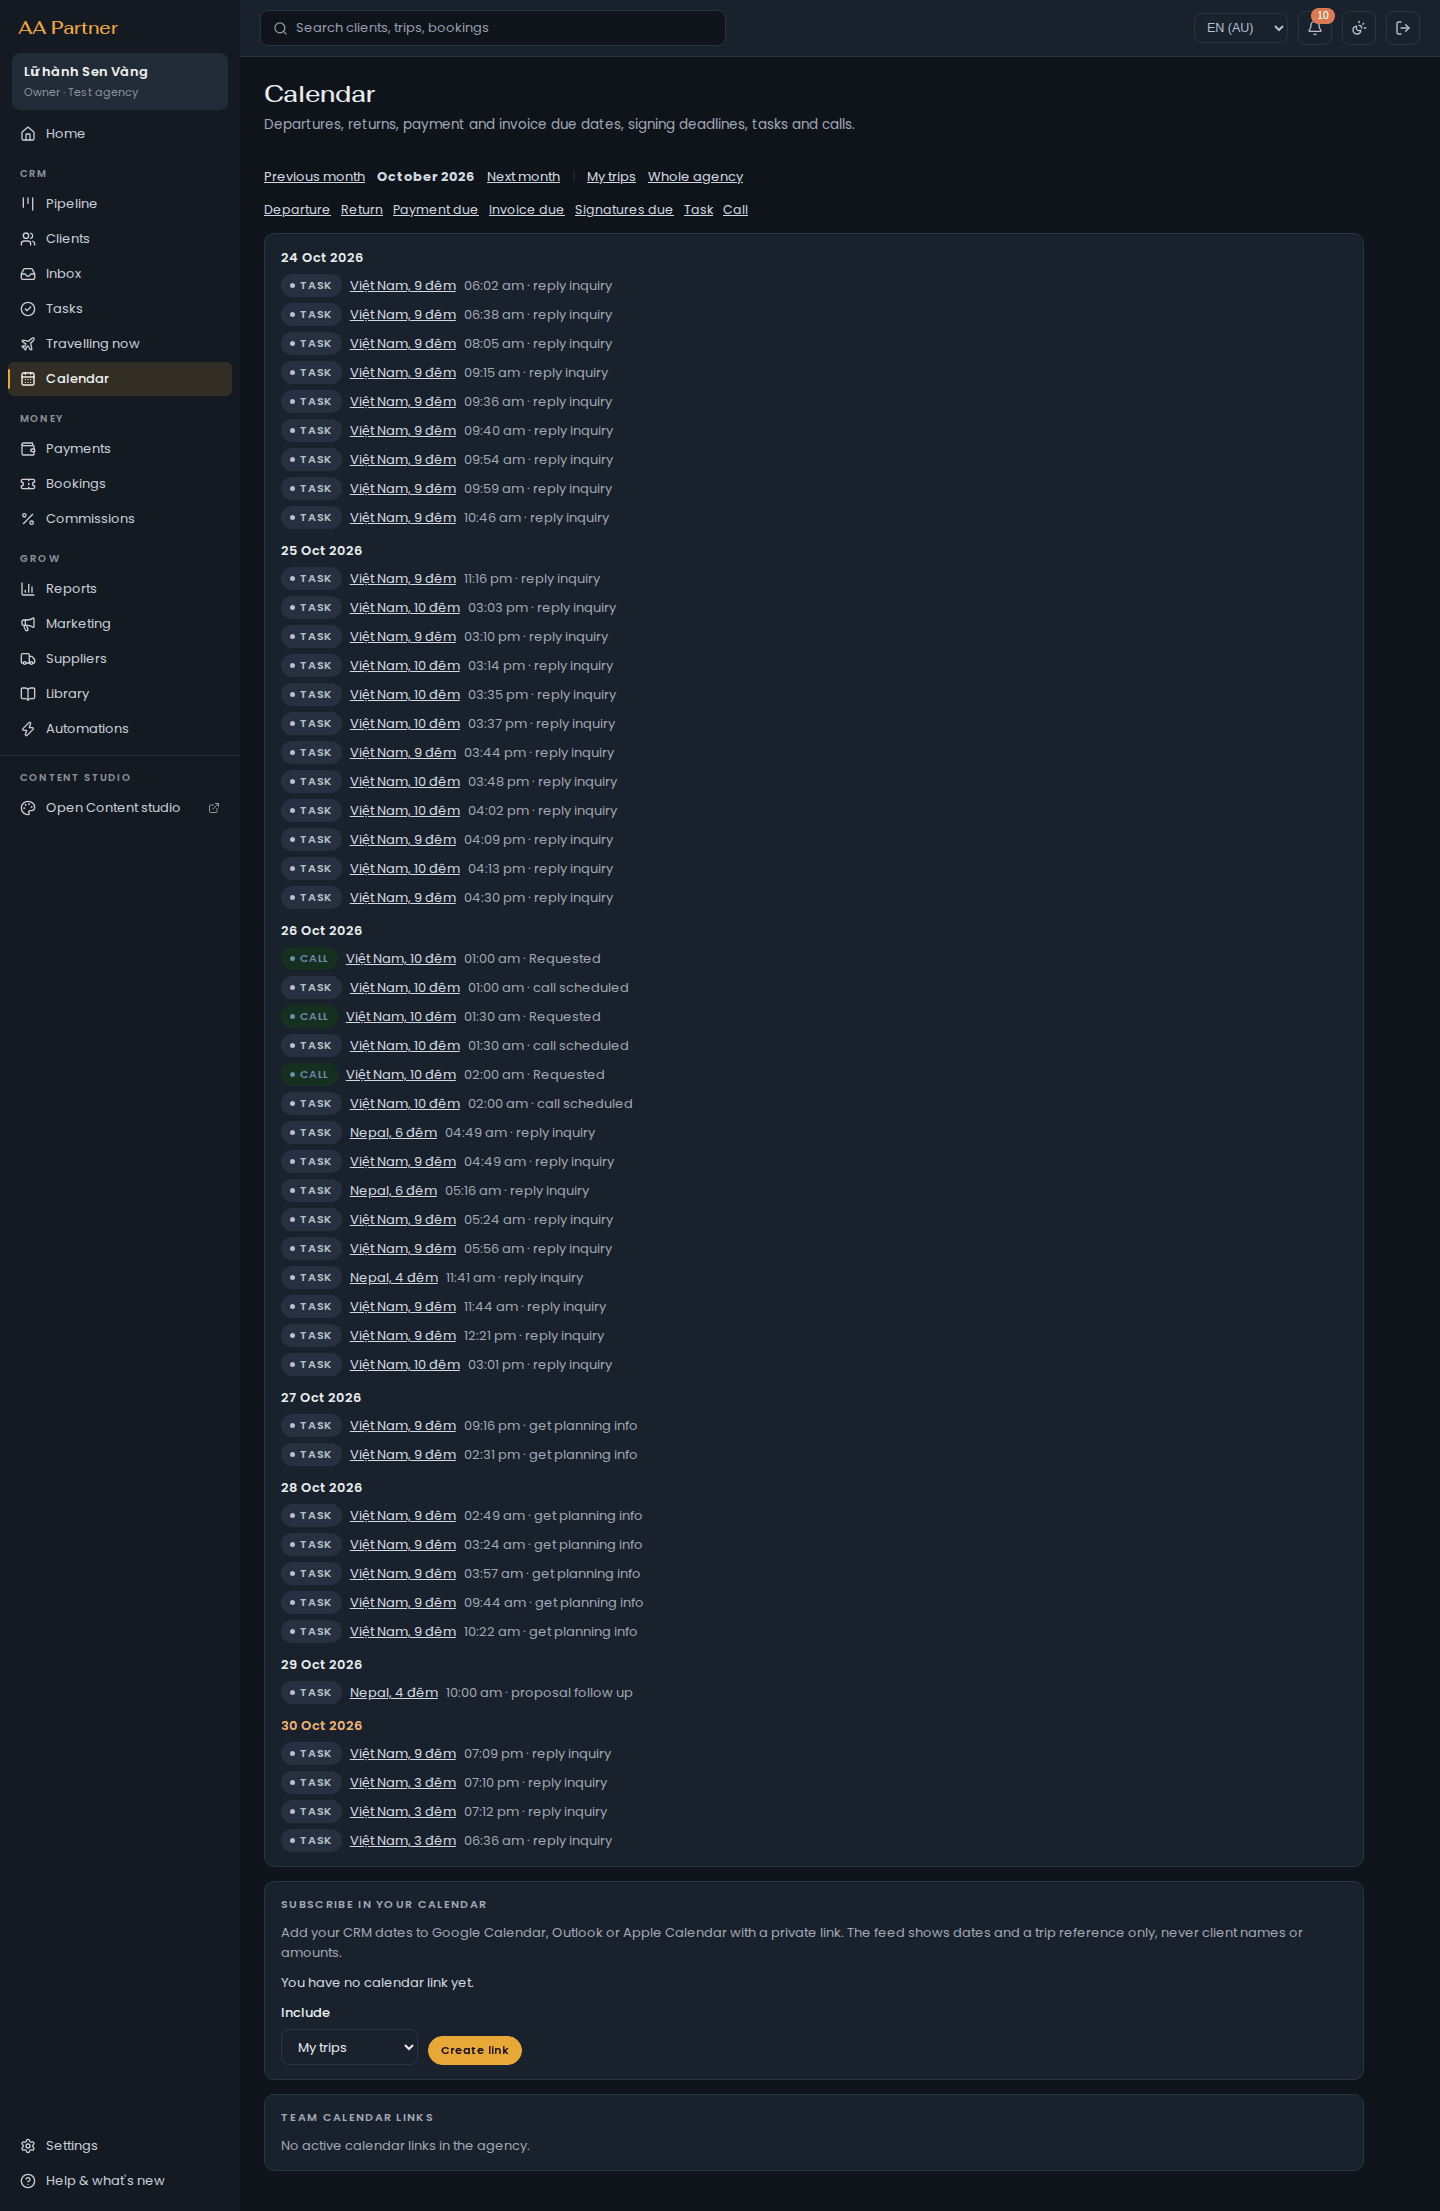 AA Partner
Lữ hành Sen Vàng
Owner · Test agency
Home
CRM
Pipeline
Clients
Inbox
Tasks
Travelling now
Calendar
MONEY
Payments
Bookings
Commissions
GROW
Reports
Marketing
Suppliers
Library
Automations
CONTENT STUDIO
Open Content studio
Settings
Help & what's new
Search clients, trips, bookings
EN (AU)
10
Calendar
Departures, returns, payment and invoice due dates, signing deadlines, tasks and calls.
Previous month October 2026 Next month | My trips Whole agency
Departure Return Payment due Invoice due Signatures due Task Call
24 Oct 2026
TASK Việt Nam, 9 đêm 06:02 am · reply inquiry
TASK Việt Nam, 9 đêm 06:38 am · reply inquiry
TASK Việt Nam, 9 đêm 08:05 am · reply inquiry
TASK Việt Nam, 9 đêm 09:15 am · reply inquiry
TASK Việt Nam, 9 đêm 09:36 am · reply inquiry
TASK Việt Nam, 9 đêm 09:40 am · reply inquiry
TASK Việt Nam, 9 đêm 09:54 am · reply inquiry
TASK Việt Nam, 9 đêm 09:59 am · reply inquiry
TASK Việt Nam, 9 đêm 10:46 am · reply inquiry
25 Oct 2026
TASK Việt Nam, 9 đêm 11:16 pm · reply inquiry
TASK Việt Nam, 10 đêm 03:03 pm · reply inquiry
TASK Việt Nam, 9 đêm 03:10 pm · reply inquiry
TASK Việt Nam, 10 đêm 03:14 pm · reply inquiry
TASK Việt Nam, 10 đêm 03:35 pm · reply inquiry
TASK Việt Nam, 10 đêm 03:37 pm · reply inquiry
TASK Việt Nam, 9 đêm 03:44 pm · reply inquiry
TASK Việt Nam, 10 đêm 03:48 pm · reply inquiry
TASK Việt Nam, 10 đêm 04:02 pm · reply inquiry
TASK Việt Nam, 9 đêm 04:09 pm · reply inquiry
TASK Việt Nam, 10 đêm 04:13 pm · reply inquiry
TASK Việt Nam, 9 đêm 04:30 pm · reply inquiry
26 Oct 2026
CALL Việt Nam, 10 đêm 01:00 am · Requested
TASK Việt Nam, 10 đêm 01:00 am · call scheduled
CALL Việt Nam, 10 đêm 01:30 am · Requested
TASK Việt Nam, 10 đêm 01:30 am · call scheduled
CALL Việt Nam, 10 đêm 02:00 am · Requested
TASK Việt Nam, 10 đêm 02:00 am · call scheduled
TASK Nepal, 6 đêm 04:49 am · reply inquiry
TASK Việt Nam, 9 đêm 04:49 am · reply inquiry
TASK Nepal, 6 đêm 05:16 am · reply inquiry
TASK Việt Nam, 9 đêm 05:24 am · reply inquiry
TASK Việt Nam, 9 đêm 05:56 am · reply inquiry
TASK Nepal, 4 đêm 11:41 am · reply inquiry
TASK Việt Nam, 9 đêm 11:44 am · reply inquiry
TASK Việt Nam, 9 đêm 12:21 pm · reply inquiry
TASK Việt Nam, 10 đêm 03:01 pm · reply inquiry
27 Oct 2026
TASK Việt Nam, 9 đêm 09:16 pm · get planning info
TASK Việt Nam, 9 đêm 02:31 pm · get planning info
28 Oct 2026
TASK Việt Nam, 9 đêm 02:49 am · get planning info
TASK Việt Nam, 9 đêm 03:24 am · get planning info
TASK Việt Nam, 9 đêm 03:57 am · get planning info
TASK Việt Nam, 9 đêm 09:44 am · get planning info
TASK Việt Nam, 9 đêm 10:22 am · get planning info
29 Oct 2026
TASK Nepal, 4 đêm 10:00 am · proposal follow up
30 Oct 2026
TASK Việt Nam, 9 đêm 07:09 pm · reply inquiry
TASK Việt Nam, 3 đêm 07:10 pm · reply inquiry
TASK Việt Nam, 3 đêm 07:12 pm · reply inquiry
TASK Việt Nam, 3 đêm 06:36 am · reply inquiry
SUBSCRIBE IN YOUR CALENDAR
Add your CRM dates to Google Calendar, Outlook or Apple Calendar with a private link. The feed shows dates and a trip reference only, never client names or
amounts.
You have no calendar link yet.
Include
My trips
Create link
TEAM CALENDAR LINKS
No active calendar links in the agency.